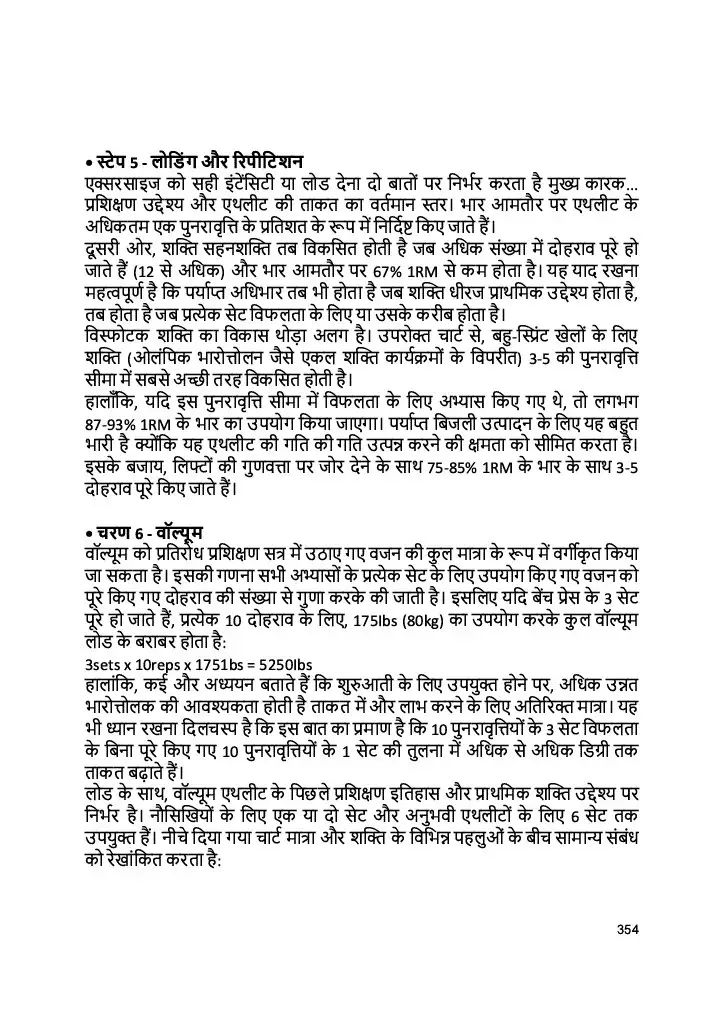 • स्टेप 5 - लोडिंग और रिपीटिशन
एक्सरसाइज को सही इंटेंसिटी या लोड देना दो बातों पर निर्भर करता है मुख्य कारक...
प्रशिक्षण उद्देश्य और एथलीट की ताकत का वर्तमान स्तर। भार आमतौर पर एथलीट के
अधिकतम एक पुनरावृत्ति के प्रतिशत के रूप में निर्दिष्ट किए जाते हैं।
दूसरी ओर, शक्ति सहनशक्ति तब विकसित होती है जब अधिक संख्या में दोहराव पूरे हो
जाते हैं (12 से अधिक) और भार आमतौर पर 67% 1RM से कम होता है। यह याद रखना
महत्वपूर्ण है कि पर्याप्त अधिभार तब भी होता है जब शक्ति धीरज प्राथमिक उद्देश्य होता है,
तब होता है जब प्रत्येक सेट विफलता के लिए या उसके करीब होता है।
विस्फोटक शक्ति का विकास थोड़ा अलग है। उपरोक्त चार्ट से, बहु-स्प्रिंट खेलों के लिए
शक्ति (ओलंपिक भारोत्तोलन जैसे एकल शक्ति कार्यक्रमों के विपरीत) 3-5 की पुनरावृत्ति
सीमा में सबसे अच्छी तरह विकसित होती है।
हालाँकि, यदि इस पुनरावृत्ति सीमा में विफलता के लिए अभ्यास किए गए थे, तो लगभग
87-93% 1RM के भार का उपयोग किया जाएगा। पर्याप्त बिजली उत्पादन के लिए यह बहुत
भारी है क्योंकि यह एथलीट की गति की गति उत्पन्न करने की क्षमता को सीमित करता है।
इसके बजाय, लिफ्टों की गुणवत्ता पर जोर देने के साथ 75-85% 1RM के भार के साथ 3-5
दोहराव पूरे किए जाते हैं।
• चरण 6 - वॉल्यूम
वॉल्यूम को प्रतिरोध प्रशिक्षण सत्र में उठाए गए वजन की कुल मात्रा के रूप में वर्गीकृत किया
जा सकता है। इसकी गणना सभी अभ्यासों के प्रत्येक सेट के लिए उपयोग किए गए वजन को
पूरे किए गए दोहराव की संख्या से गुणा करके की जाती है। इसलिए यदि बेंच प्रेस के 3 सेट
पूरे हो जाते हैं, प्रत्येक 10 दोहराव के लिए, 175Ibs (80kg) का उपयोग करके कुल वॉल्यूम
लोड के बराबर होता है:
3sets x 10reps x 1751bs = 5250Ibs
हालांकि, कई और अध्ययन बताते हैं कि शुरुआती के लिए उपयुक्त होने पर, अधिक उन्नत
भारोत्तोलक की आवश्यकता होती है ताकत में और लाभ करने के लिए अतिरिक्त मात्रा। यह
भी ध्यान रखना दिलचस्प है कि इस बात का प्रमाण है कि 10 पुनरावृत्तियों के 3 सेट विफलता
के बिना पूरे किए गए 10 पुनरावृत्तियों के 1 सेट की तुलना में अधिक से अधिक डिग्री तक
ताकत बढ़ाते हैं।
लोड के साथ, वॉल्यूम एथलीट के पिछले प्रशिक्षण इतिहास और प्राथमिक शक्ति उद्देश्य पर
निर्भर है। नौसिखियों के लिए एक या दो सेट और अनुभवी एथलीटों के लिए 6 सेट तक
उपयुक्त हैं। नीचे दिया गया चार्ट मात्रा और शक्ति के विभिन्न पहलुओं के बीच सामान्य संबंध
को रेखांकित करता है:
354